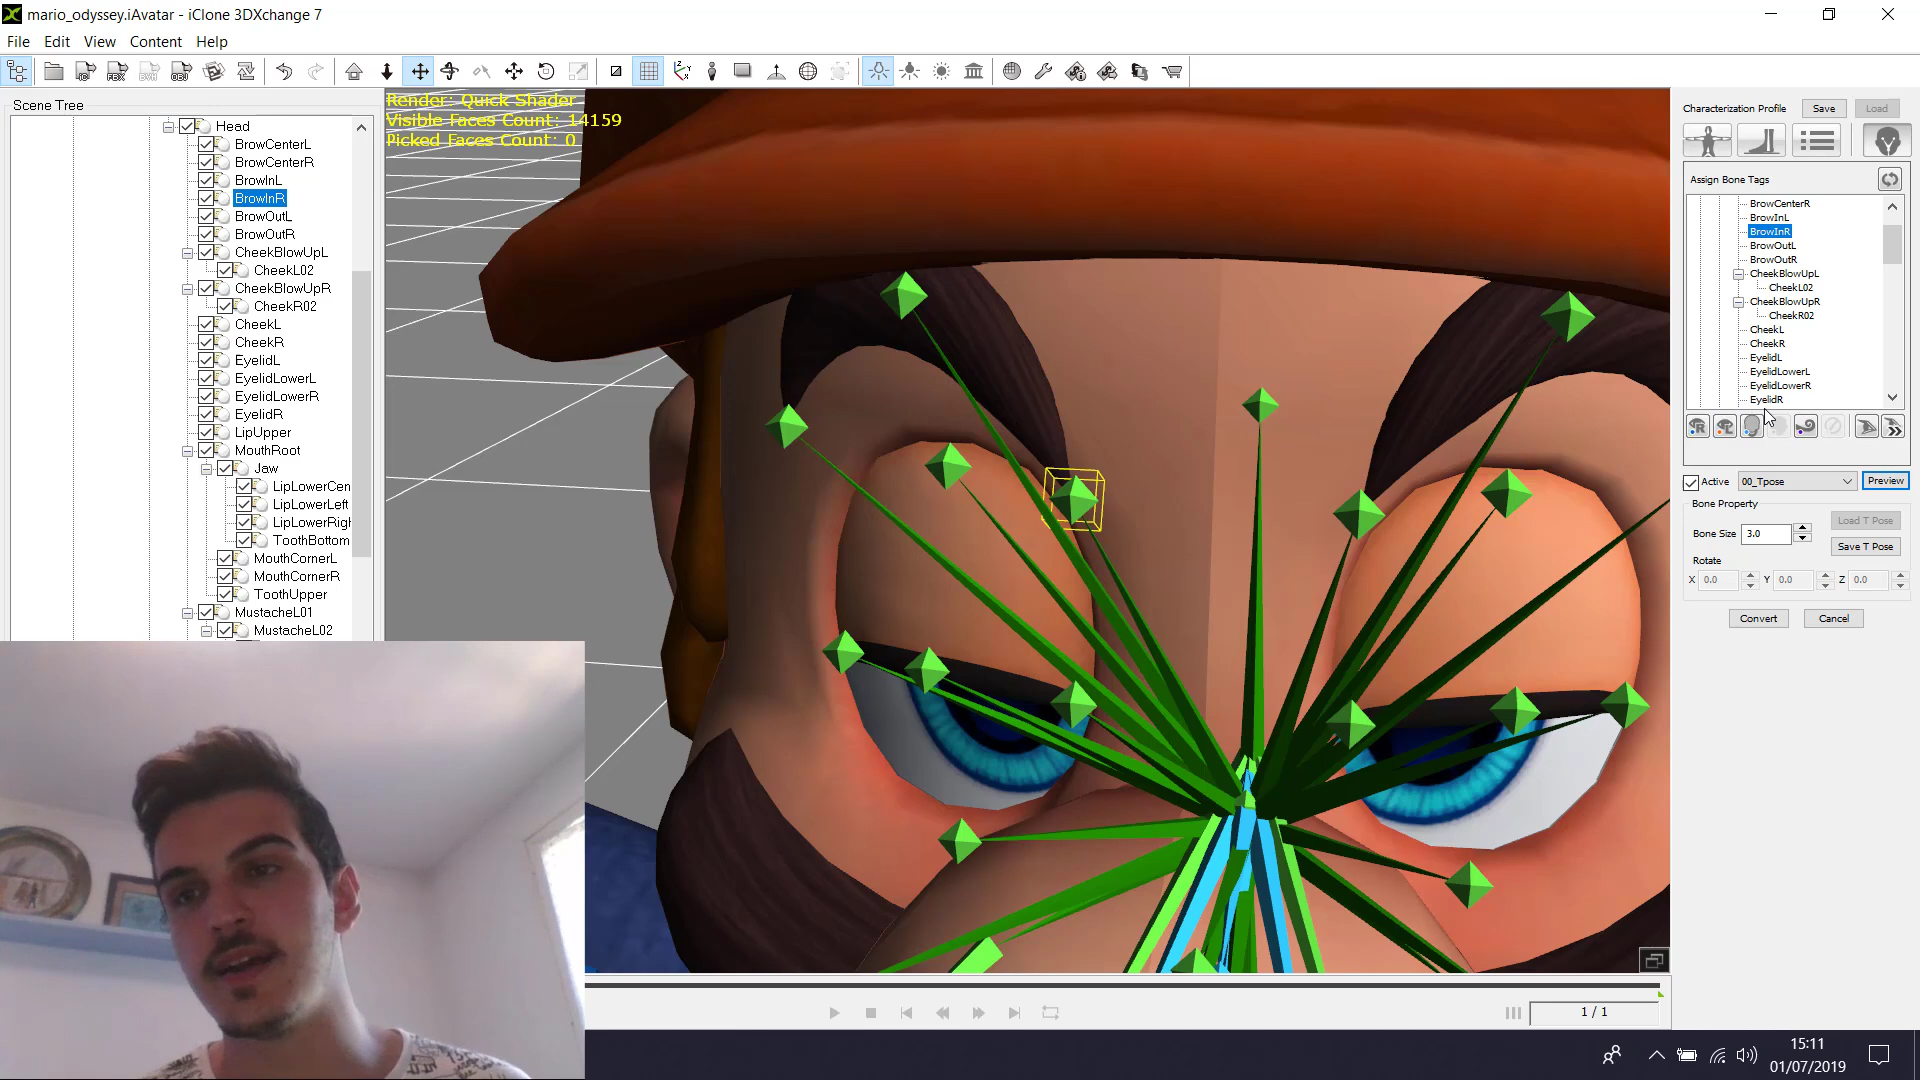 mario_odyssey.iAvatar - iClone 3DXchange 7
File Edit View Content Help
Scene Tree
Head
BrowCenterL
BrowCenterR
BrowInL
BrowInR
BrowOutL
BrowOutR
CheekBlowUpL
CheekL02
CheekBlowUpR
CheekR02
CheekL
CheekR
EyelidL
EyelidLowerL
EyelidLowerR
EyelidR
LipUpper
MouthRoot
Jaw
LipLowerCen
LipLowerLeft
LipLowerRigh
ToothBottom
MouthCornerL
MouthCornerR
ToothUpper
MustacheL01
MustacheL02
Render: Quick Shader
Visible Faces Count: 14159
Picked Faces Count: 0
Characterization Profile Save Load
Assign Bone Tags
BrowCenterR
BrowInL
BrowInR
BrowOutL
BrowOutR
CheekBlowUpL
CheekL02
CheekBlowUpR
CheekR02
CheekL
CheekR
EyelidL
EyelidLowerL
EyelidLowerR
EyelidR
Active 00_Tpose Preview
Bone Property
Load T Pose
Bone Size 3.0
Save T Pose
Rotate
X 0.0 Y 0.0 Z 0.0
Convert Cancel
1 / 1
15:11
01/07/2019